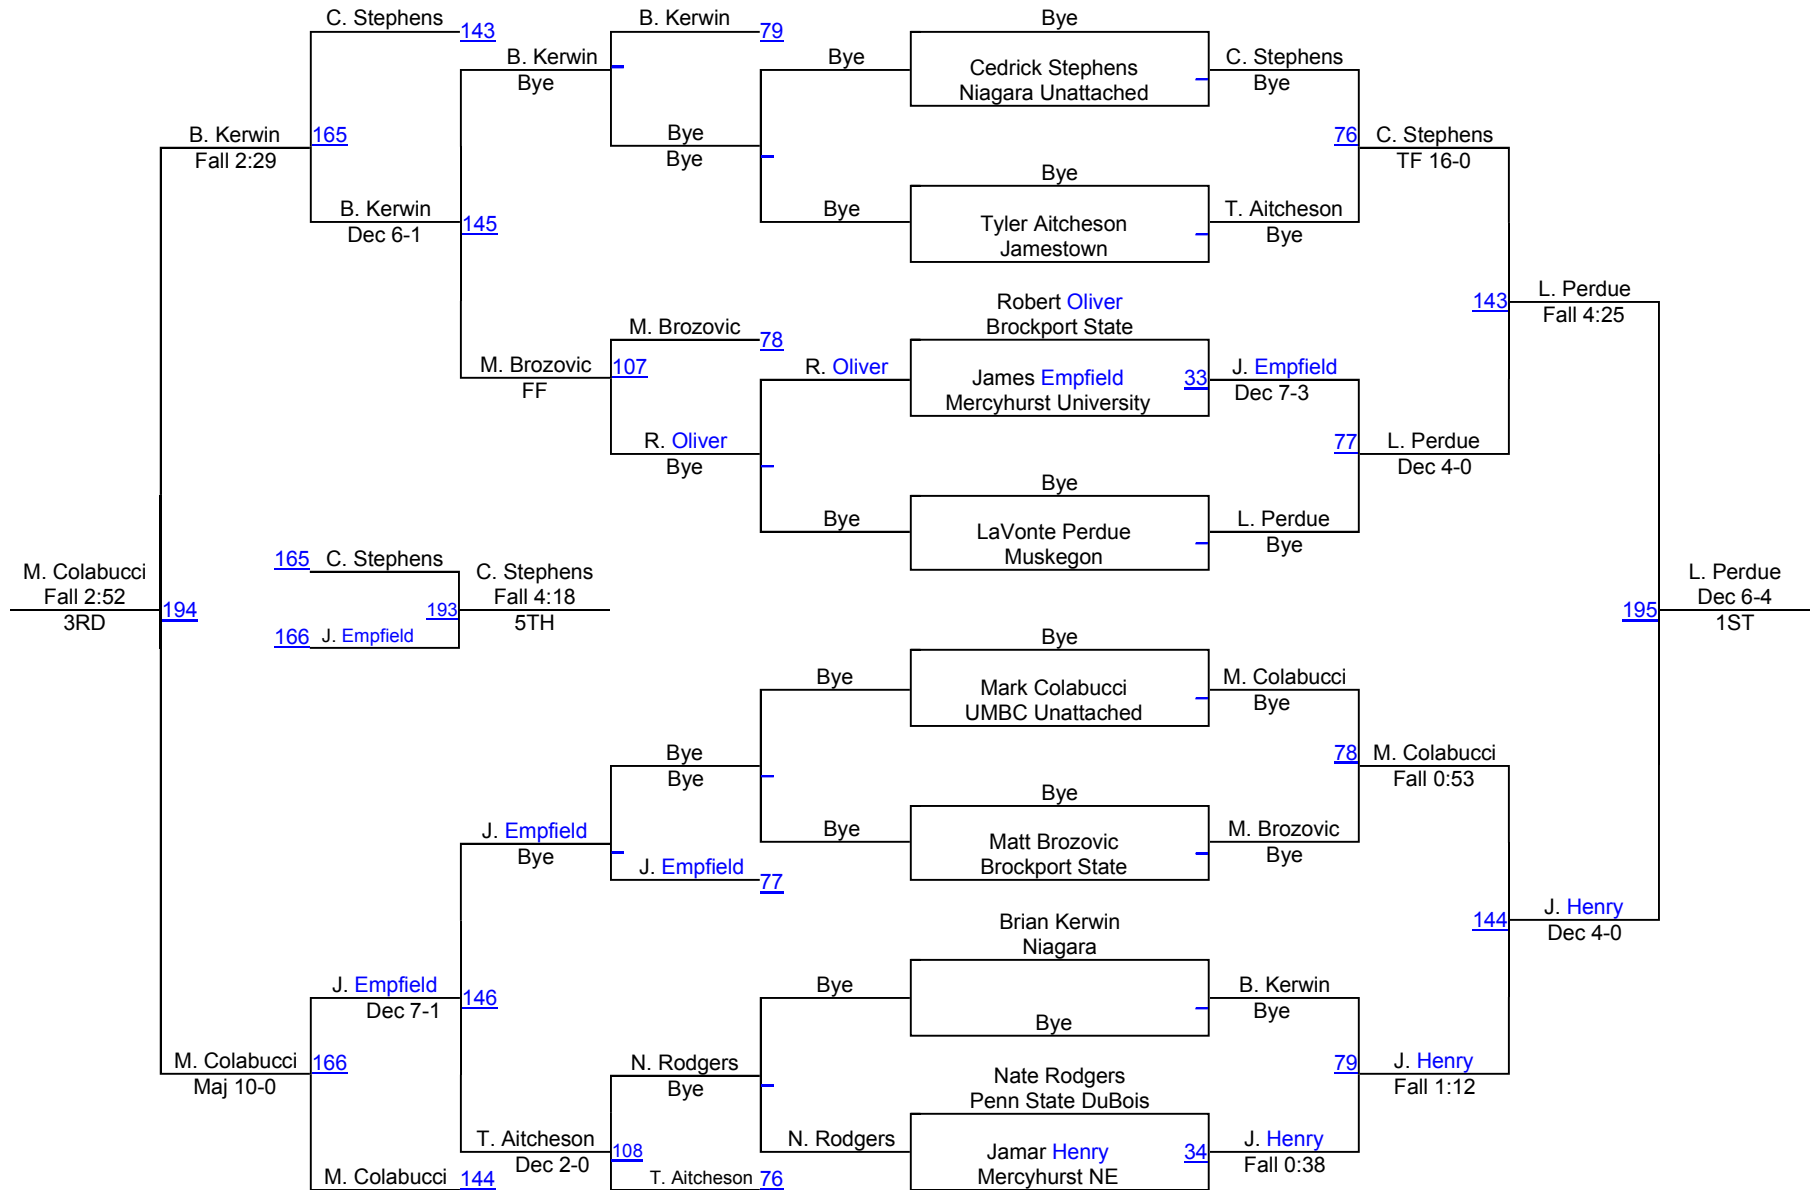 C. Stephens
143
B. Kerwin
79
Bye
B. Kerwin
Bye
Bye
Cedrick Stephens
Niagara Unattached
C. Stephens
Bye
B. Kerwin
165
Fall 2:29
Bye
Bye
76
C. Stephens
TF 16-0
Bye
B. Kerwin
Dec 6-1
145
Bye
Tyler Aitcheson
Jamestown
T. Aitcheson
Bye
Robert Oliver
Brockport State
143
L. Perdue
Fall 4:25
M. Brozovic
78
M. Brozovic
FF
107
R. Oliver
James Empfield
Mercyhurst University
33
J. Empfield
Dec 7-3
R. Oliver
Bye
77
L. Perdue
Dec 4-0
Bye
Bye
LaVonte Perdue
Muskegon
L. Perdue
Bye
M. Colabucci
Fall 2:52
3RD
194
165
C. Stephens
166
J. Empfield
193
C. Stephens
Fall 4:18
5TH
195
L. Perdue
Dec 6-4
1ST
Bye
Bye
Mark Colabucci
UMBC Unattached
M. Colabucci
Bye
Bye
Bye
78
M. Colabucci
Fall 0:53
Bye
J. Empfield
Bye
Bye
Matt Brozovic
Brockport State
M. Brozovic
Bye
J. Empfield
77
Brian Kerwin
Niagara
144
J. Henry
Dec 4-0
J. Empfield
Dec 7-1
146
Bye
Bye
B. Kerwin
Bye
M. Colabucci
Maj 10-0
166
N. Rodgers
Bye
Nate Rodgers
Penn State DuBois
79
J. Henry
Fall 1:12
T. Aitcheson
Dec 2-0
108
N. Rodgers
Jamar Henry
Mercyhurst NE
34
J. Henry
Fall 0:38
M. Colabucci
144
T. Aitcheson
76